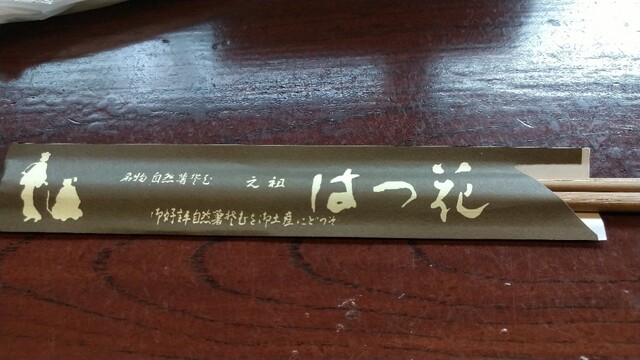 名物 自然薯そば 元祖 はつ花
御好評自然薯そばを御土産にどうぞ